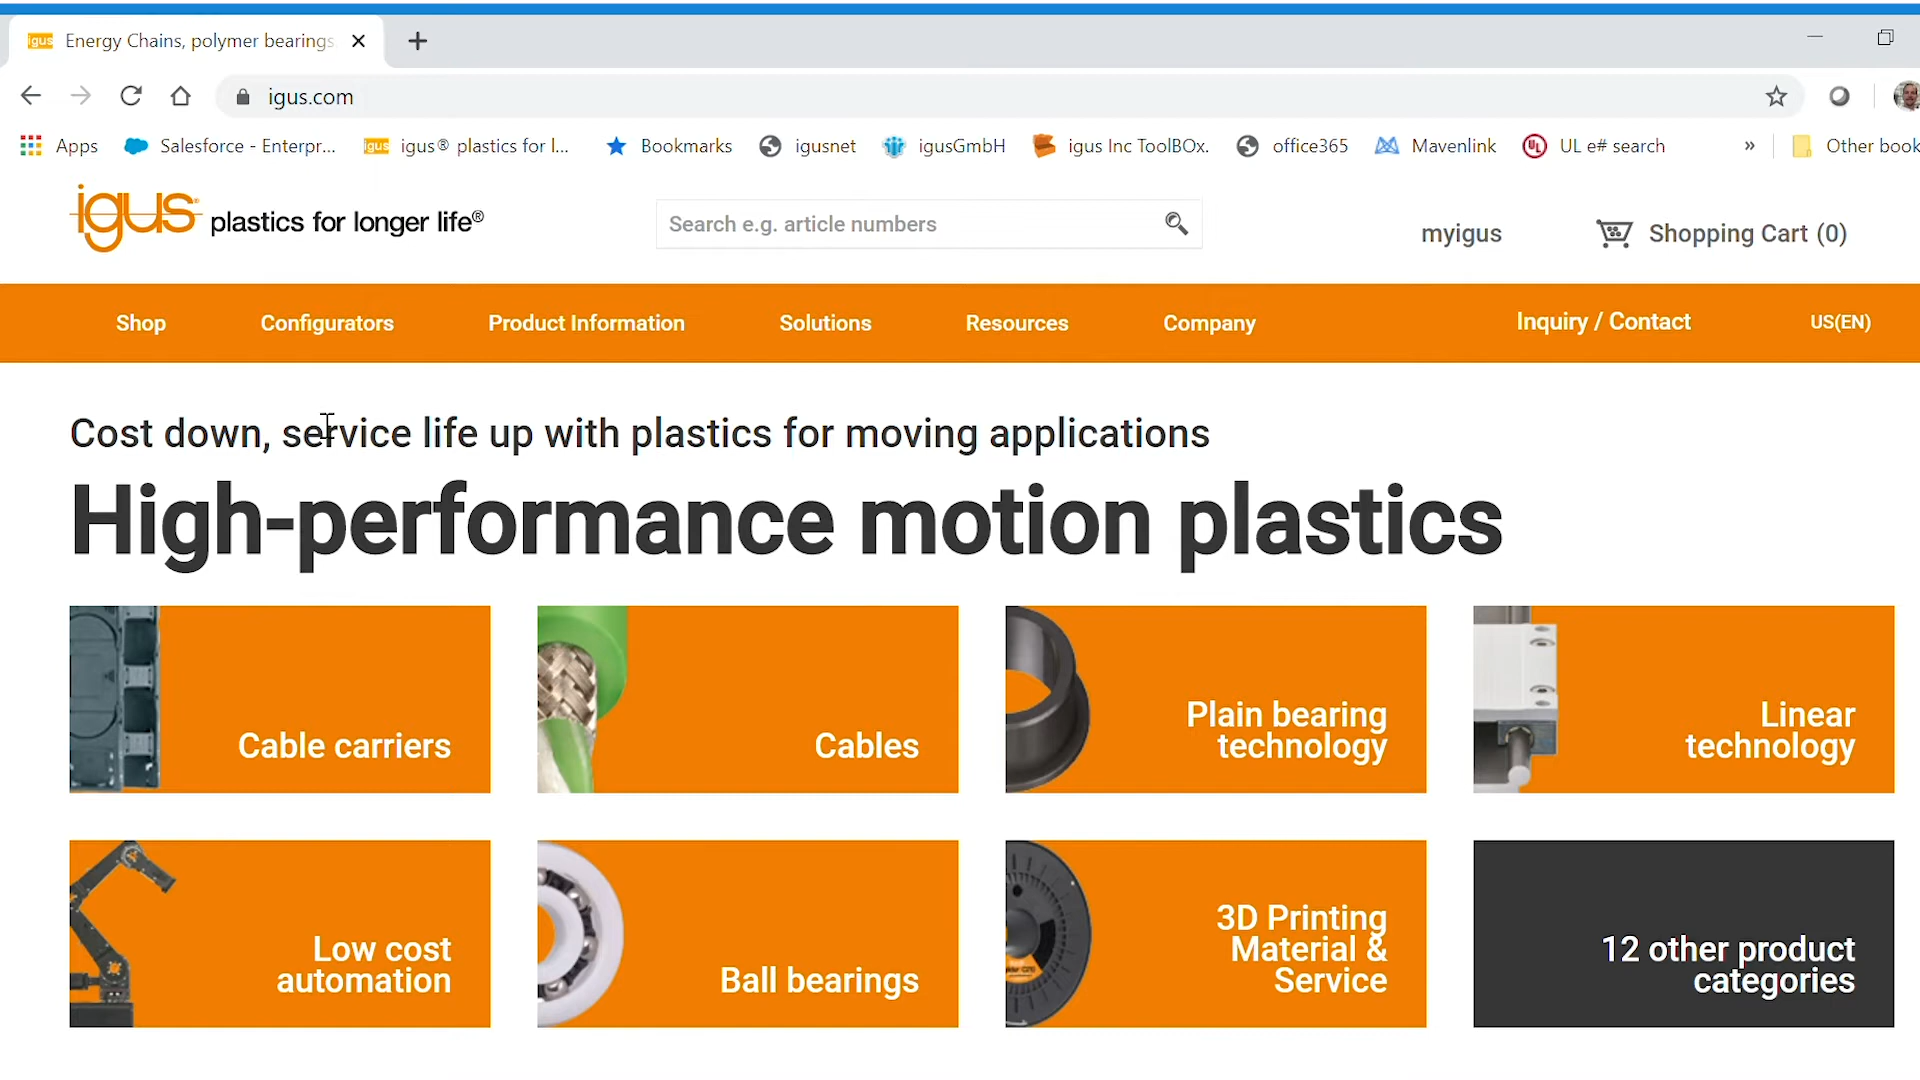 igus Energy Chains, polymer bearings
igus.com
Apps Salesforce - Enterpr... igus igus® plastics for l... Bookmarks igusnet igusGmbH igus Inc ToolBOx. office365 Mavenlink UL UL e# search » Other book
igus® plastics for longer life®
Search e.g. article numbers
myigus
Shopping Cart (0)
Shop Configurators Product Information Solutions Resources Company Inquiry / Contact US(EN)
Cost down, service life up with plastics for moving applications
High-performance motion plastics
Cable carriers
Cables
Plain bearing
technology
Linear
technology
Low cost
automation
Ball bearings
3D Printing
Material &
Service
12 other product
categories